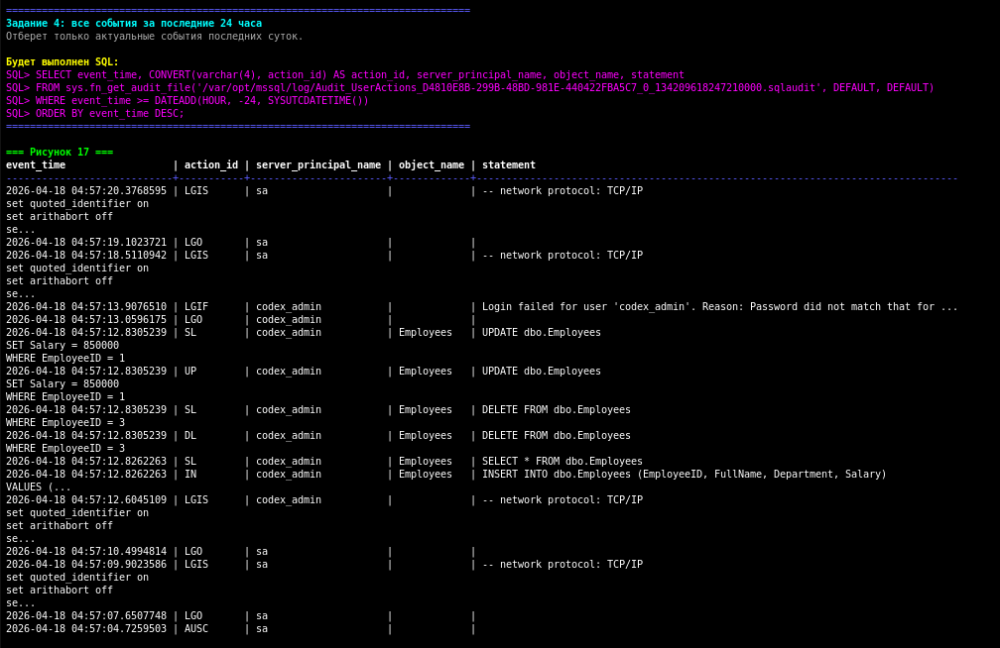 ==============================================================================
Задание 4: все события за последние 24 часа
Отберет только актуальные события последних суток.
Будет выполнен SQL:
SQL> SELECT event_time, CONVERT(varchar(4), action_id) AS action_id, server_principal_name, object_name, statement
SQL> FROM sys.fn_get_audit_file('/var/opt/mssql/log/Audit_UserActions_D4810E8B-299B-48BD-981E-440422FBA5C7_0_134209618247210000.sqlaudit', DEFAULT, DEFAULT)
SQL> WHERE event_time >= DATEADD(HOUR, -24, SYSUTCDATETIME())
SQL> ORDER BY event_time DESC;
==============================================================================
=== Рисунок 17 ===
event_time                  | action_id | server_principal_name | object_name | statement
----------------------------+-----------+-----------------------+-------------+---------------------------------------------------------------------------------
2026-04-18 04:57:20.3768595 | LGIS      | sa                    |             | -- network protocol: TCP/IP
set quoted_identifier on
set arithabort off
se...
2026-04-18 04:57:19.1023721 | LGO       | sa                    |             |
2026-04-18 04:57:18.5110942 | LGIS      | sa                    |             | -- network protocol: TCP/IP
set quoted_identifier on
set arithabort off
se...
2026-04-18 04:57:13.9076510 | LGIF      | codex_admin           |             | Login failed for user 'codex_admin'. Reason: Password did not match that for ...
2026-04-18 04:57:13.0596175 | LGO       | codex_admin           |             |
2026-04-18 04:57:12.8305239 | SL        | codex_admin           | Employees   | UPDATE dbo.Employees
SET Salary = 850000
WHERE EmployeeID = 1
2026-04-18 04:57:12.8305239 | UP        | codex_admin           | Employees   | UPDATE dbo.Employees
SET Salary = 850000
WHERE EmployeeID = 1
2026-04-18 04:57:12.8305239 | SL        | codex_admin           | Employees   | DELETE FROM dbo.Employees
WHERE EmployeeID = 3
2026-04-18 04:57:12.8305239 | DL        | codex_admin           | Employees   | DELETE FROM dbo.Employees
WHERE EmployeeID = 3
2026-04-18 04:57:12.8262263 | SL        | codex_admin           | Employees   | SELECT * FROM dbo.Employees
2026-04-18 04:57:12.8262263 | IN        | codex_admin           | Employees   | INSERT INTO dbo.Employees (EmployeeID, FullName, Department, Salary)
VALUES (...
2026-04-18 04:57:12.6045109 | LGIS      | codex_admin           |             | -- network protocol: TCP/IP
set quoted_identifier on
set arithabort off
se...
2026-04-18 04:57:10.4994814 | LGO       | sa                    |             |
2026-04-18 04:57:09.9023586 | LGIS      | sa                    |             | -- network protocol: TCP/IP
set quoted_identifier on
set arithabort off
se...
2026-04-18 04:57:07.6507748 | LGO       | sa                    |             |
2026-04-18 04:57:04.7259503 | AUSC      | sa                    |             |